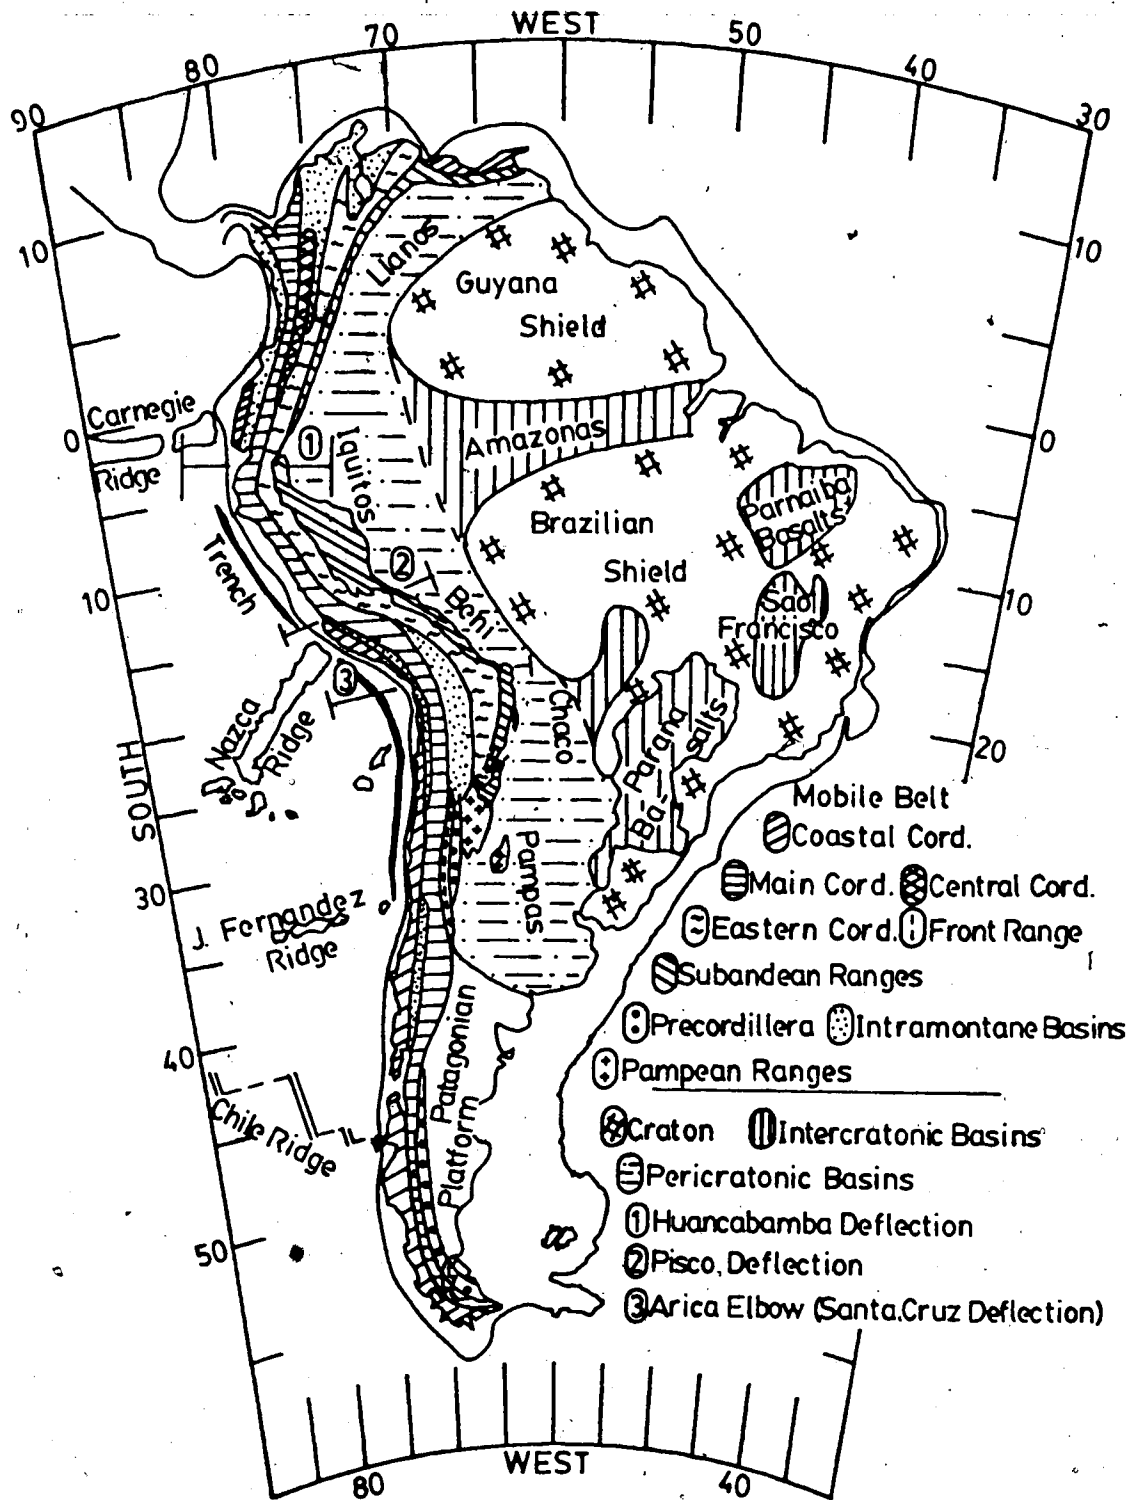 WEST
70
50
80
40
90
30
10
10
Llanos
Guyana
Shield
Carnegie
0
Ridge
1
Iquitos
Amazonas
0
Parnaiba
Basalts
Brazilian
Shield
Trench
2
Behi
10
Sao
Francisco
10
3
Nazca
Ridge
Chaco
Parana
Ba-
salts
20
SOUTH
Pampas
30
J. Fernandez
Ridge
40
Chile Ridge
Patagonian
Platform
50
Mobile Belt
Coastal Cord.
Main Cord. Central Cord.
Eastern Cord. Front Range
Subandean Ranges
Precordillera Intramontane Basins
Pampean Ranges
Craton Intercratonic Basins
Pericratonic Basins
1 Huancabamba Deflection
2 Pisco, Deflection
3 Arica Elbow (Santa.Cruz Deflection)
WEST
80
40